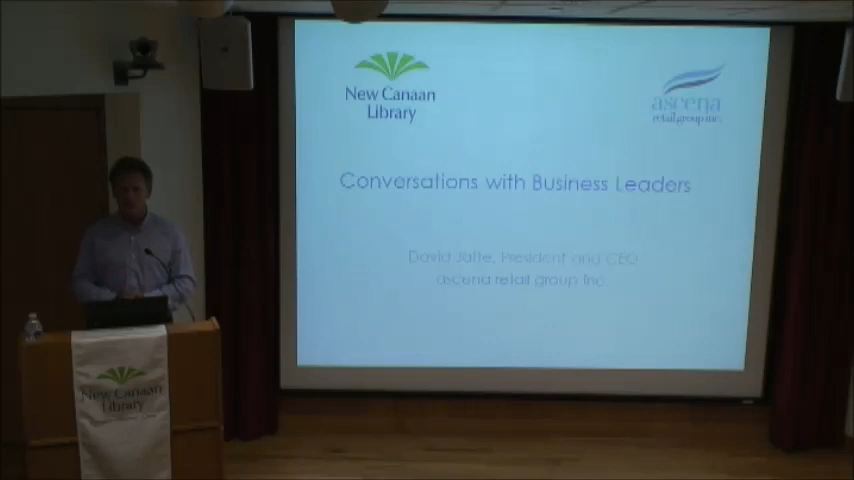 New Canaan
Library
ascena
retail group inc.
Conversations with Business Leaders
David Jaffe, President and CEO
ascena retail group inc.
New Canaan
Library